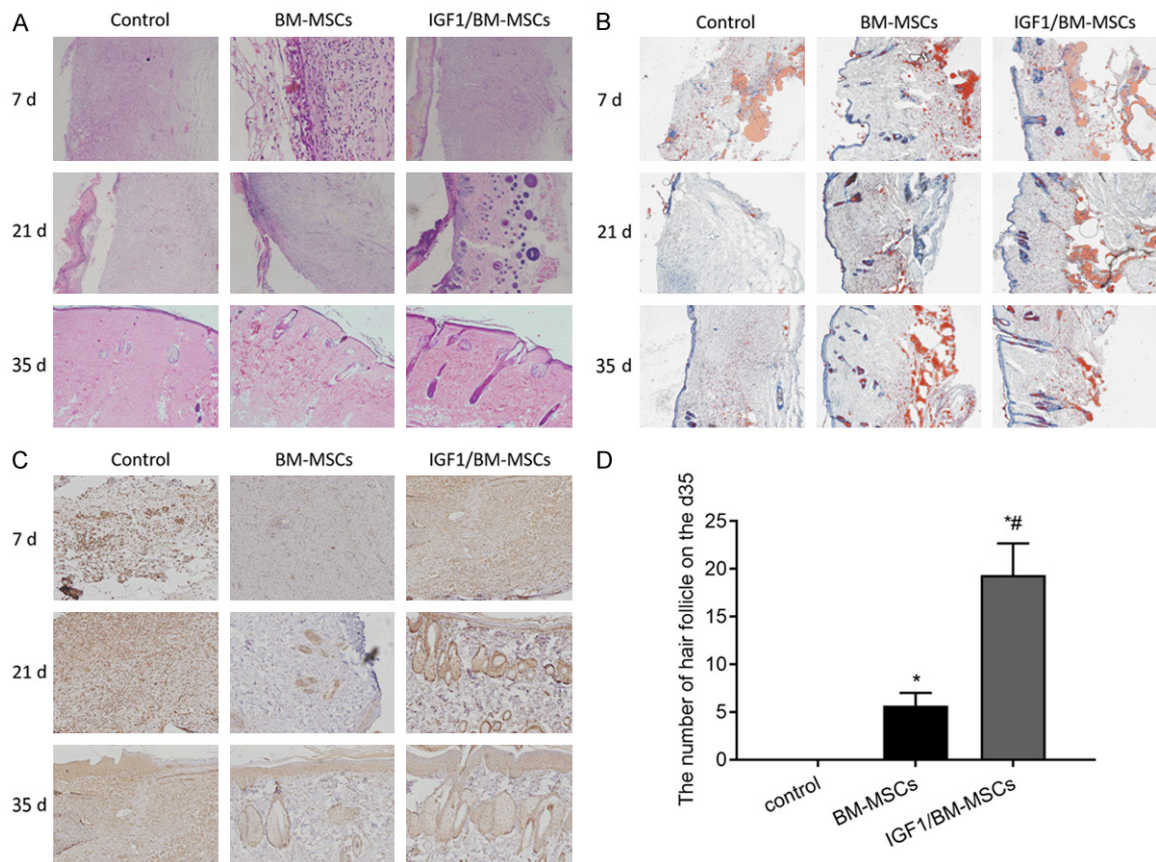 A
Control BM-MSCs IGF1/BM-MSCs
7 d
21 d
35 d
B
Control BM-MSCs IGF1/BM-MSCs
7 d
21 d
35 d
C
Control BM-MSCs IGF1/BM-MSCs
7 d
21 d
35 d
D
The number of hair follicle on the d35
25
20
15
10
5
0
*
*#
control
BM-MSCs
IGF1/BM-MSCs